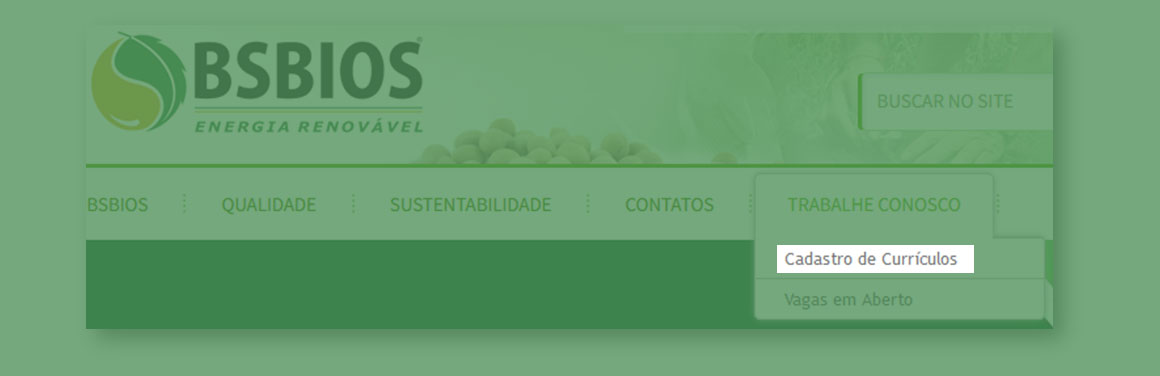 BSBIOS®
ENERGIA RENOVÁVEL
BUSCAR NO SITE
BSBIOS QUALIDADE SUSTENTABILIDADE CONTATOS TRABALHE CONOSCO
Cadastro de Currículos
Vagas em Aberto